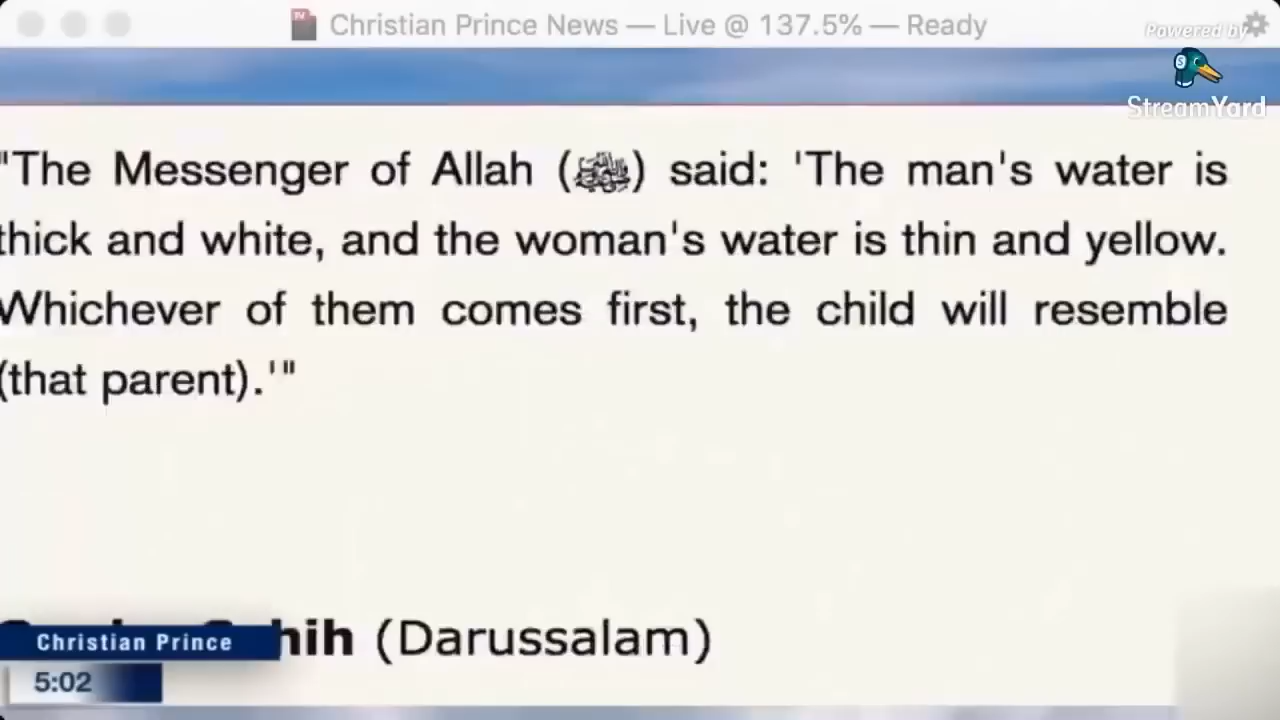 Christian Prince News — Live @ 137.5% — Ready
Powered by
StreamYard
"The Messenger of Allah (ﷺ) said: 'The man's water is
thick and white, and the woman's water is thin and yellow.
Whichever of them comes first, the child will resemble
(that parent).'"
hih (Darussalam)
Christian Prince
5:02